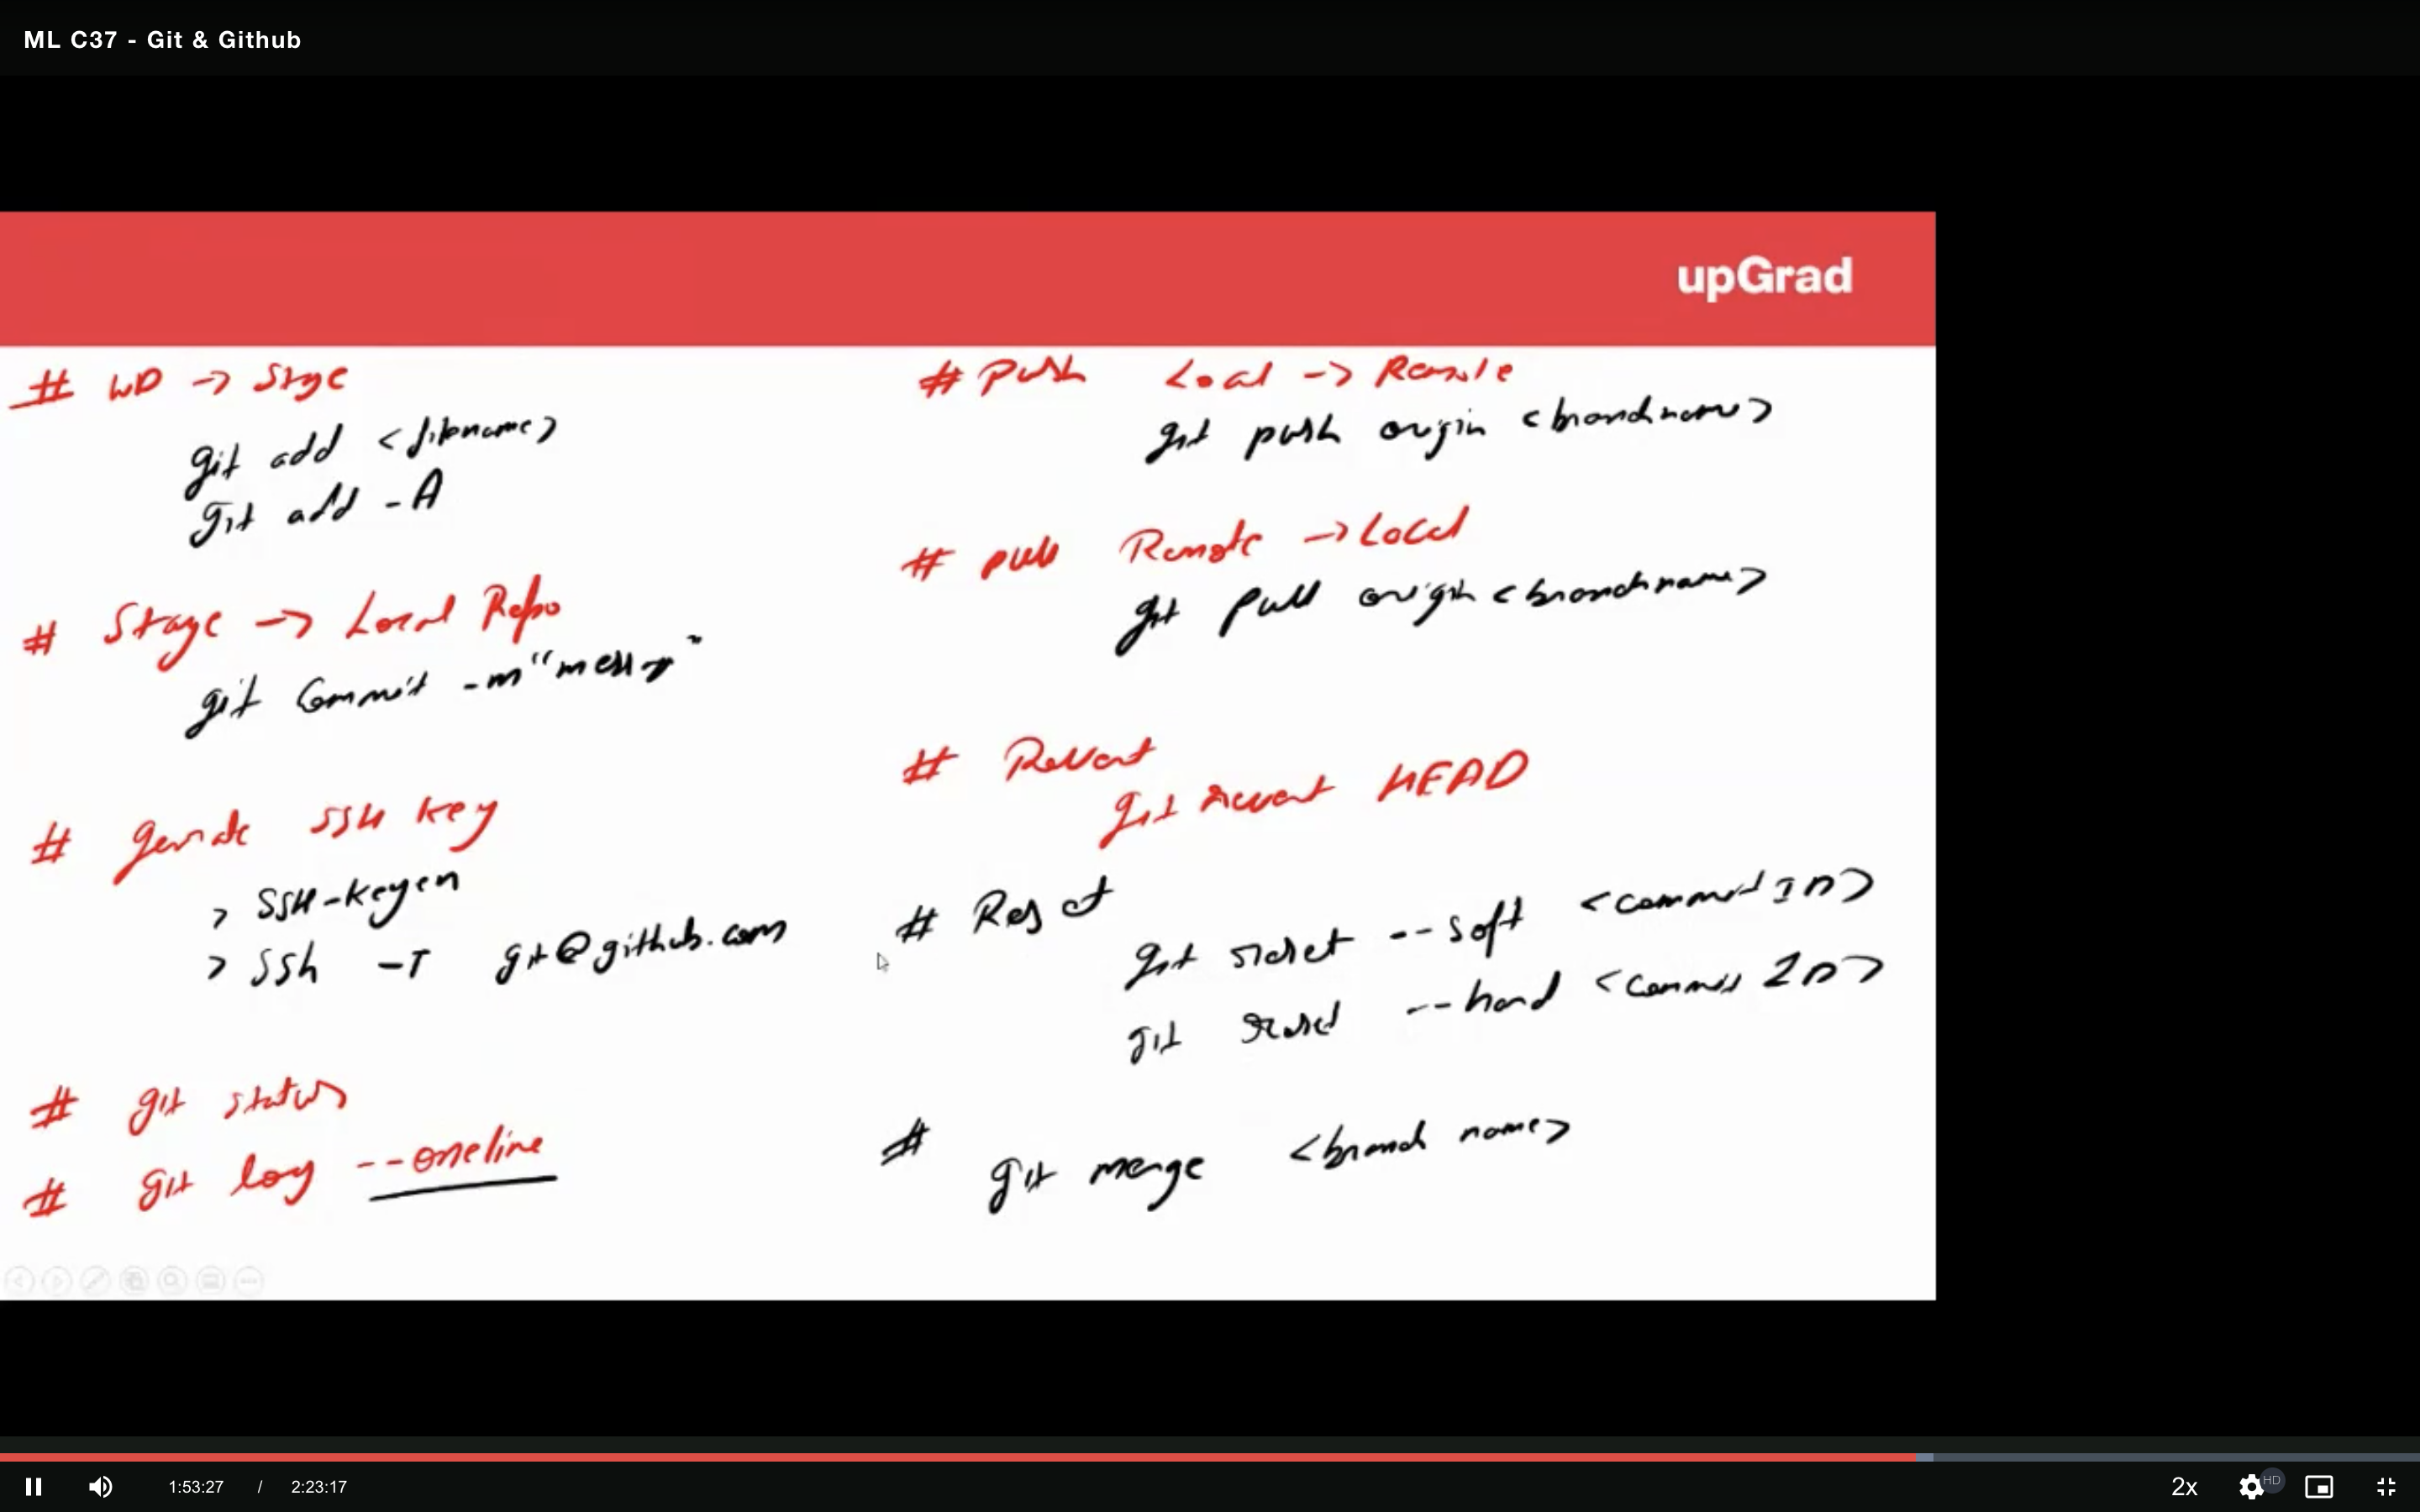 ML C37 - Git & Github
upGrad
# WD -> Stage
git add <filename>
git add -A
# Stage -> Local Repo
git commit -m "message"
# generate SSH key
> SSH-keygen
> ssh -T git@github.com
# git status
# git log --oneline
# Push Local -> Remote
git push origin <branchname>
# pull Remote -> Local
git pull origin <branchname>
# Revert
git revert HEAD
# Reset
git reset --soft <commit ID>
git reset --hard <commit ID>
# git merge <branch name>
1:53:27 / 2:23:17
2x
HD